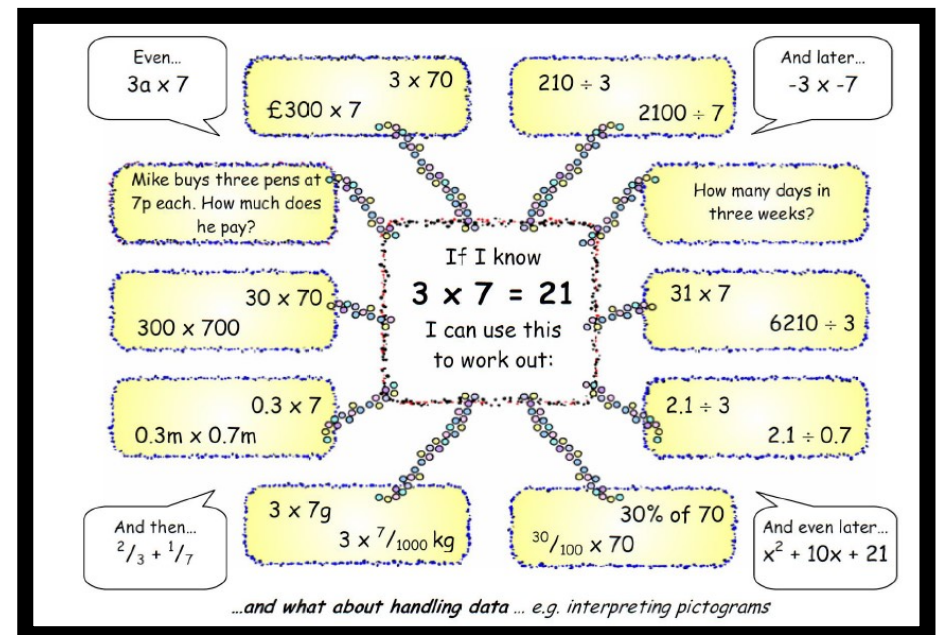 Even...
3a x 7
3 x 70
£300 x 7
210 ÷ 3
2100 ÷ 7
And later...
-3 x -7
Mike buys three pens at
7p each. How much does
he pay?
How many days in
three weeks?
If I know
3 x 7 = 21
I can use this
to work out:
30 x 70
300 x 700
31 x 7
6210 ÷ 3
0.3 x 7
0.3m x 0.7m
2.1 ÷ 3
2.1 ÷ 0.7
And then...
²/₃ + ¹/₇
3 x 7g
3 x ⁷/₁₀₀₀ kg
30% of 70
³⁰/₁₀₀ x 70
And even later...
x² + 10x + 21
...and what about handling data ... e.g. interpreting pictograms